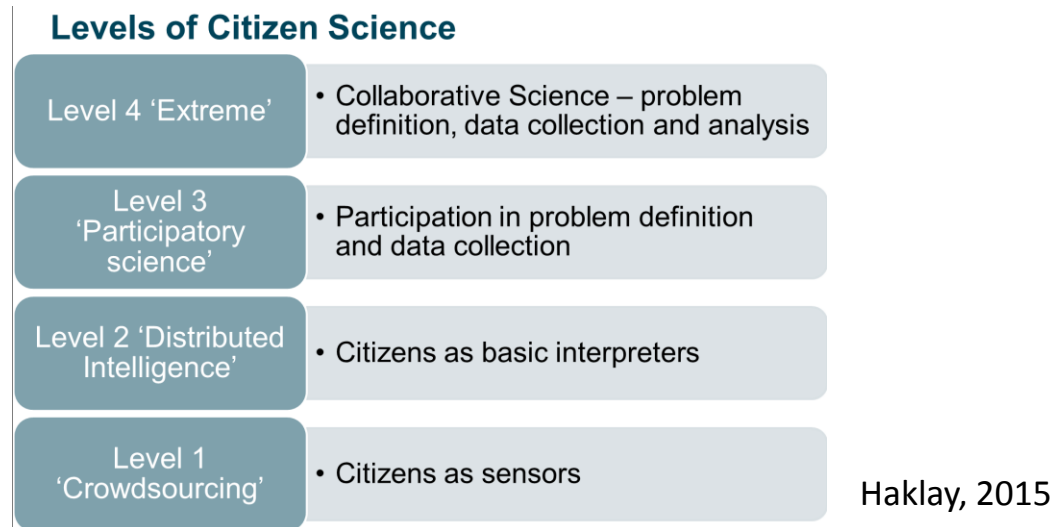 Levels of Citizen Science
Level 4 ‘Extreme’
• Collaborative Science – problem
definition, data collection and analysis
Level 3
‘Participatory
science’
• Participation in problem definition
and data collection
Level 2 ‘Distributed
Intelligence’
• Citizens as basic interpreters
Level 1
‘Crowdsourcing’
• Citizens as sensors
Haklay, 2015